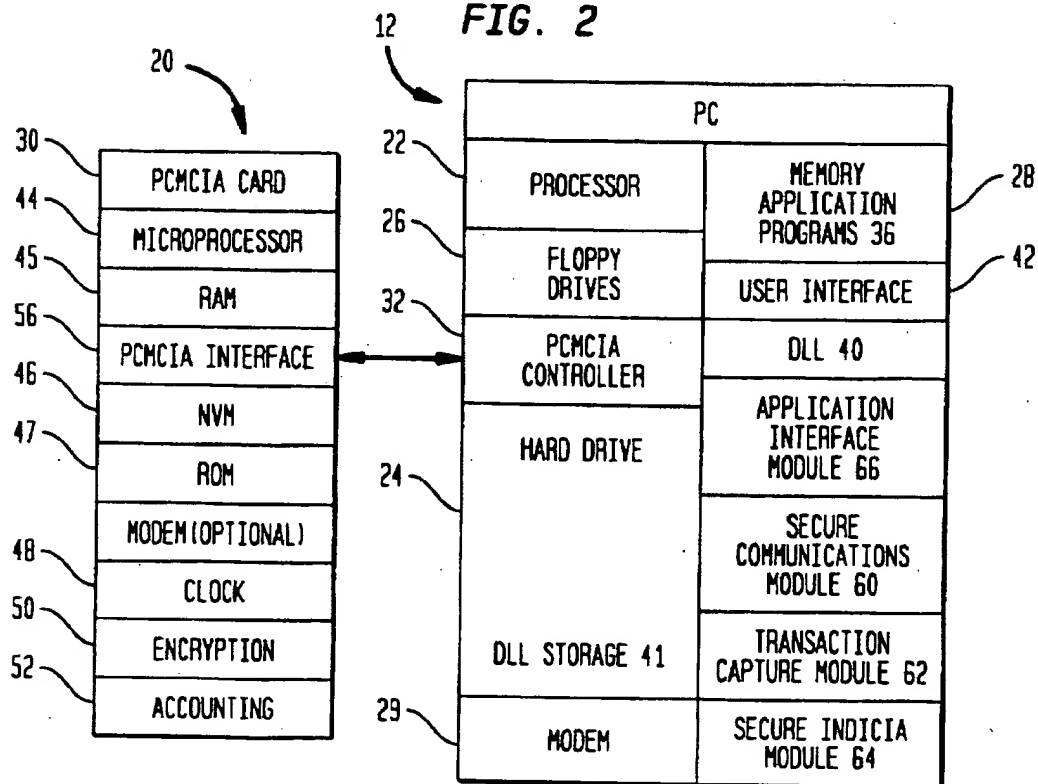 FIG. 2
12
20
30
PCMCIA CARD
44
MICROPROCESSOR
45
RAM
56
PCMCIA INTERFACE
46
NVM
47
ROM
MODEM(OPTIONAL)
48
CLOCK
50
ENCRYPTION
52
ACCOUNTING
PC
22
PROCESSOR
26
FLOPPY
DRIVES
32
PCMCIA
CONTROLLER
24
HARD DRIVE
DLL STORAGE 41
29
MODEM
MEMORY
APPLICATION
PROGRAMS 36
28
USER INTERFACE
42
DLL 40
APPLICATION
INTERFACE
MODULE 66
SECURE
COMMUNICATIONS
MODULE 60
TRANSACTION
CAPTURE MODULE 62
SECURE INDICIA
MODULE 64